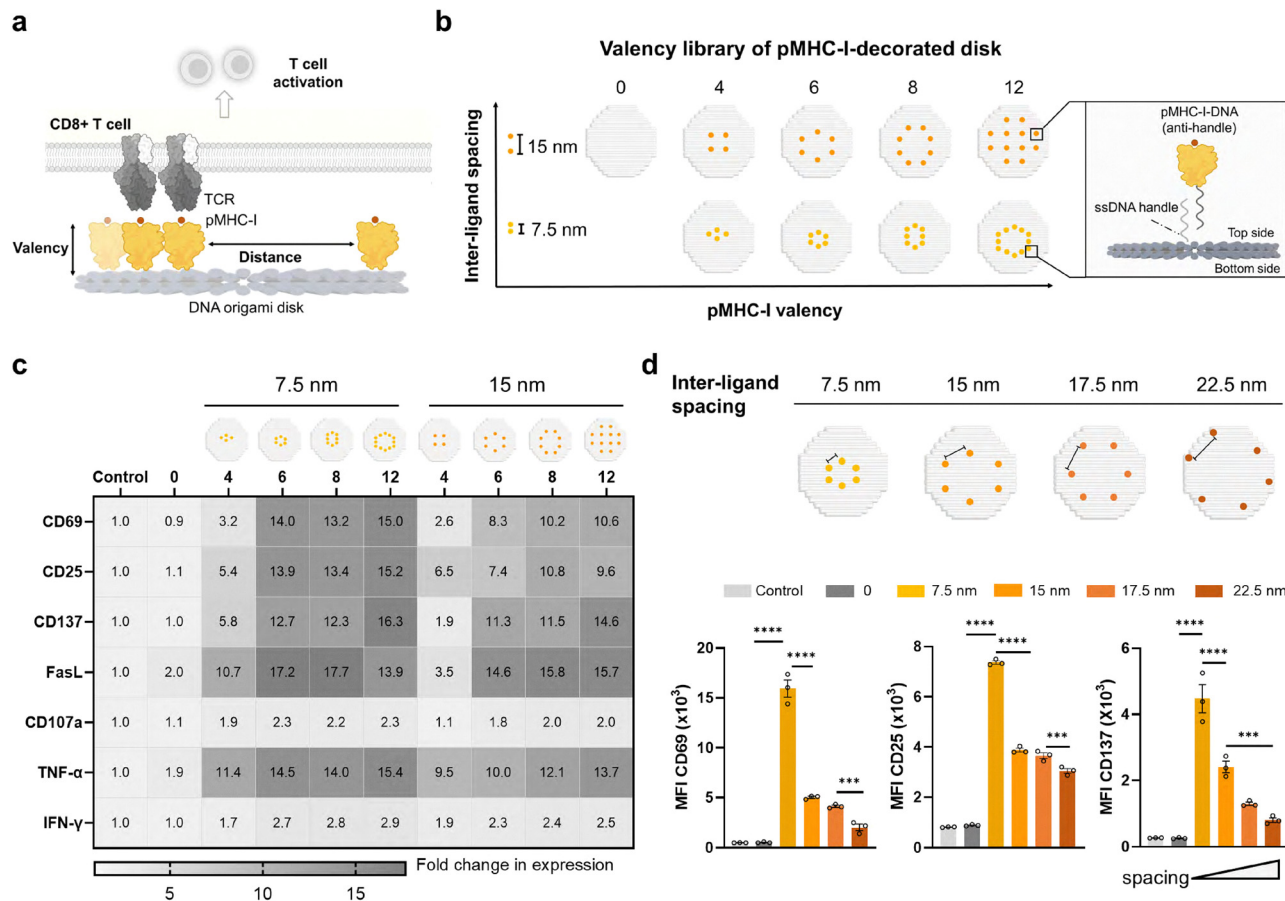 a
T cell
activation
CD8+ T cell
TCR
pMHC-I
Valency
Distance
DNA origami disk
b
Valency library of pMHC-I-decorated disk
0 4 6 8 12
Inter-ligand spacing
15 nm
7.5 nm
pMHC-I valency
pMHC-I-DNA
(anti-handle)
ssDNA handle
Top side
Bottom side
c
7.5 nm 15 nm
Control 0 4 6 8 12 4 6 8 12
CD69 1.0 0.9 3.2 14.0 13.2 15.0 2.6 8.3 10.2 10.6
CD25 1.0 1.1 5.4 13.9 13.4 15.2 6.5 7.4 10.8 9.6
CD137 1.0 1.0 5.8 12.7 12.3 16.3 1.9 11.3 11.5 14.6
FasL 1.0 2.0 10.7 17.2 17.7 13.9 3.5 14.6 15.8 15.7
CD107a 1.0 1.1 1.9 2.3 2.2 2.3 1.1 1.8 2.0 2.0
TNF-α 1.0 1.9 11.4 14.5 14.0 15.4 9.5 10.0 12.1 13.7
IFN-γ 1.0 1.0 1.7 2.7 2.8 2.9 1.9 2.3 2.4 2.5
Fold change in expression
5 10 15
d
Inter-ligand
spacing
7.5 nm 15 nm 17.5 nm 22.5 nm
Control 0 7.5 nm 15 nm 17.5 nm 22.5 nm
MFI CD69 (x10³)
20
15
10
5
0
**** **** ***
MFI CD25 (x10³)
8
6
4
2
0
**** **** ***
MFI CD137 (X10³)
6
4
2
0
**** **** ***
spacing